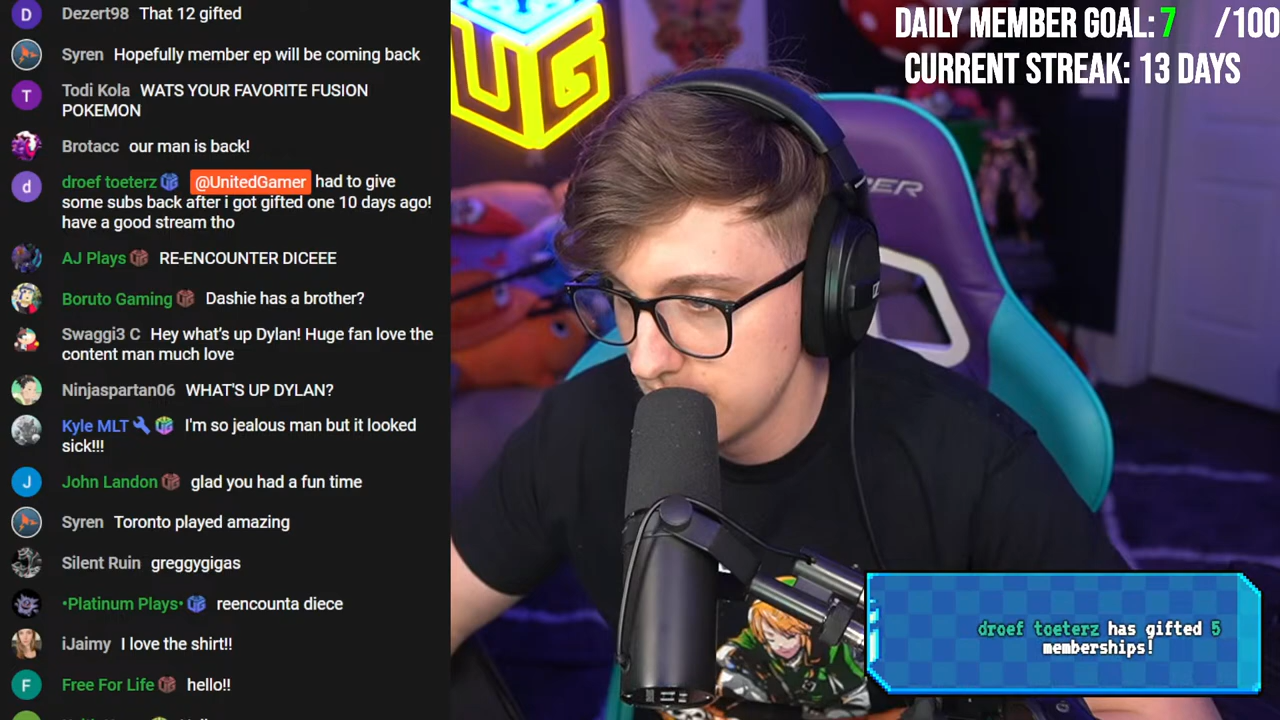 Dezert98 That 12 gifted
Syren Hopefully member ep will be coming back
Todi Kola WATS YOUR FAVORITE FUSION
POKEMON
Brotacc our man is back!
droef toeterz @UnitedGamer had to give
some subs back after i got gifted one 10 days ago!
have a good stream tho
AJ Plays RE-ENCOUNTER DICEEE
Boruto Gaming Dashie has a brother?
Swaggi3 C Hey what's up Dylan! Huge fan love the
content man much love
Ninjaspartan06 WHAT'S UP DYLAN?
Kyle MLT I'm so jealous man but it looked
sick!!!
John Landon glad you had a fun time
Syren Toronto played amazing
Silent Ruin greggygigas
•Platinum Plays• reencounta diece
iJaimy I love the shirt!!
Free For Life hello!!
D
T
d
J
F
UG
DAILY MEMBER GOAL: 7 /100
CURRENT STREAK: 13 DAYS
droef toeterz has gifted 5
memberships!